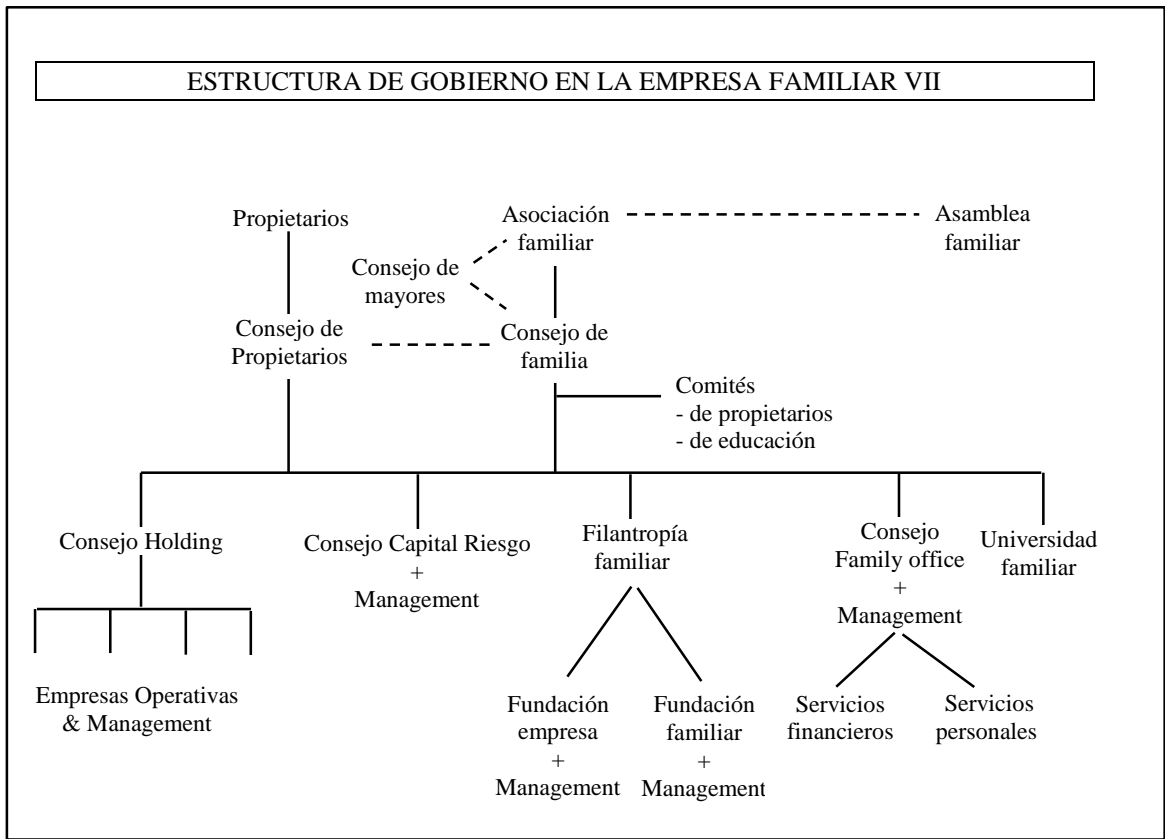 ESTRUCTURA DE GOBIERNO EN LA EMPRESA FAMILIAR VII
Propietarios
Asociación
familiar
Asamblea
familiar
Consejo de
mayores
Consejo de
Propietarios
Consejo de
familia
Comités
- de propietarios
- de educación
Consejo Holding
Consejo Capital Riesgo
+
Management
Filantropía
familiar
Consejo
Family office
+
Management
Universidad
familiar
Empresas Operativas
& Management
Fundación
empresa
+
Management
Fundación
familiar
+
Management
Servicios
financieros
Servicios
personales